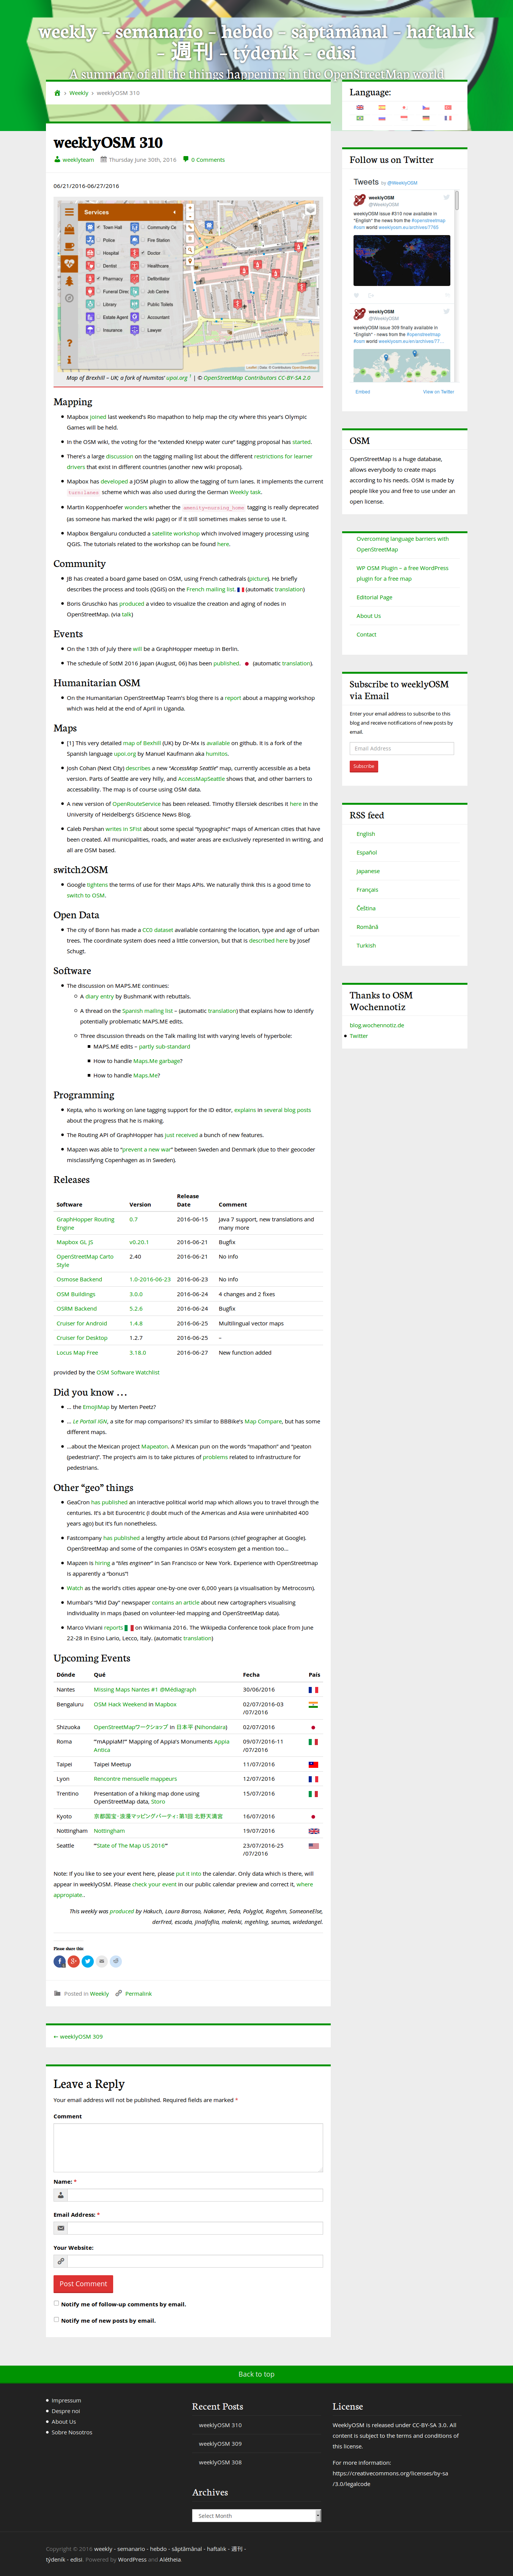 weekly – semanario – hebdo – săptămânal – haftalık
– 週刊 – týdeník – edisi
A summary of all the things happening in the OpenStreetMap world
Weekly › weeklyOSM 310
weeklyOSM 310
weeklyteam Thursday June 30th, 2016 0 Comments
06/21/2016-06/27/2016
Services
Town Hall Community Centre
Police Fire Station
Hospital Doctor
Dentist Healthcare
Pharmacy Defibrillator
Funeral Direc Job Centre
Library Public Toilets
Estate Agent Accountant
Insurance Lawyer
Map of Brexhill – UK; a fork of Humitos' upoi.org ¹ | © OpenStreetMap Contributors CC-BY-SA 2.0
Mapping
Mapbox joined last weekend's Rio mapathon to help map the city where this year's Olympic
Games will be held.
In the OSM wiki, the voting for the "extended Kneipp water cure" tagging proposal has started.
There's a large discussion on the tagging mailing list about the different restrictions for learner
drivers that exist in different countries (another new wiki proposal).
Mapbox has developed a JOSM plugin to allow the tagging of turn lanes. It implements the current
turn:lanes scheme which was also used during the German Weekly task.
Martin Koppenhoefer wonders whether the amenity=nursing_home tagging is really deprecated
(as someone has marked the wiki page) or if it still sometimes makes sense to use it.
Mapbox Bengaluru conducted a satellite workshop which involved imagery processing using
QGIS. The tutorials related to the workshop can be found here.
Community
JB has created a board game based on OSM, using French cathedrals (picture). He briefly
describes the process and tools (QGIS) on the French mailing list. (automatic translation)
Boris Gruschko has produced a video to visualize the creation and aging of nodes in
OpenStreetMap. (via talk)
Events
On the 13th of July there will be a GraphHopper meetup in Berlin.
The schedule of SotM 2016 Japan (August, 06) has been published. (automatic translation).
Humanitarian OSM
On the Humanitarian OpenStreetMap Team's blog there is a report about a mapping workshop
which was held at the end of April in Uganda.
Maps
[1] This very detailed map of Bexhill (UK) by Dr-Mx is available on github. It is a fork of the
Spanish language upoi.org by Manuel Kaufmann aka humitos.
Josh Cohan (Next City) describes a new "AccessMap Seattle" map, currently accessible as a beta
version. Parts of Seattle are very hilly, and AccessMapSeattle shows that, and other barriers to
accessability. The map is of course using OSM data.
A new version of OpenRouteService has been released. Timothy Ellersiek describes it here in the
University of Heidelberg's GIScience News Blog.
Caleb Pershan writes in SFist about some special "typographic" maps of American cities that have
been created. All municipalities, roads, and water areas are exclusively represented in writing, and
all are OSM based.
switch2OSM
Google tightens the terms of use for their Maps APIs. We naturally think this is a good time to
switch to OSM.
Open Data
The city of Bonn has made a CC0 dataset available containing the location, type and age of urban
trees. The coordinate system does need a little conversion, but that is described here by Josef
Schugt.
Software
The discussion on MAPS.ME continues:
A diary entry by BushmanK with rebuttals.
A thread on the Spanish mailing list – (automatic translation) that explains how to identify
potentially problematic MAPS.ME edits.
Three discussion threads on the Talk mailing list with varying levels of hyperbole:
MAPS.ME edits – partly sub-standard
How to handle Maps.Me garbage?
How to handle Maps.Me?
Programming
Kepta, who is working on lane tagging support for the iD editor, explains in several blog posts
about the progress that he is making.
The Routing API of GraphHopper has just received a bunch of new features.
Mapzen was able to "prevent a new war" between Sweden and Denmark (due to their geocoder
misclassifying Copenhagen as in Sweden).
Releases
Software Version Release Date Comment
GraphHopper Routing Engine 0.7 2016-06-15 Java 7 support, new translations and many more
Mapbox GL JS v0.20.1 2016-06-21 Bugfix
OpenStreetMap Carto Style 2.40 2016-06-21 No info
Osmose Backend 1.0-2016-06-23 2016-06-23 No info
OSM Buildings 3.0.0 2016-06-24 4 changes and 2 fixes
OSRM Backend 5.2.6 2016-06-24 Bugfix
Cruiser for Android 1.4.8 2016-06-25 Multilingual vector maps
Cruiser for Desktop 1.2.7 2016-06-25 –
Locus Map Free 3.18.0 2016-06-27 New function added
provided by the OSM Software Watchlist
Did you know …
… the EmojiMap by Merten Peetz?
… Le Portail IGN, a site for map comparisons? It's similar to BBBike's Map Compare, but has some
different maps.
…about the Mexican project Mapeaton. A Mexican pun on the words "mapathon" and "peaton
(pedestrian)". The project's aim is to take pictures of problems related to infrastructure for
pedestrians.
Other "geo" things
GeaCron has published an interactive political world map which allows you to travel through the
centuries. It's a bit Eurocentric (I doubt much of the Americas and Asia were uninhabited 400
years ago) but it's fun nonetheless.
Fastcompany has published a lengthy article about Ed Parsons (chief geographer at Google).
OpenStreetMap and some of the companies in OSM's ecosystem get a mention too…
Mapzen is hiring a "tiles engineer" in San Francisco or New York. Experience with OpenStreetmap
is apparently a "bonus"!
Watch as the world's cities appear one-by-one over 6,000 years (a visualisation by Metrocosm).
Mumbai's "Mid Day" newspaper contains an article about new cartographers visualising
individuality in maps (based on volunteer-led mapping and OpenStreetMap data).
Marco Viviani reports on Wikimania 2016. The Wikipedia Conference took place from June
22-28 in Esino Lario, Lecco, Italy. (automatic translation)
Upcoming Events
Dónde Qué Fecha País
Nantes Missing Maps Nantes #1 @Médiagraph 30/06/2016
Bengaluru OSM Hack Weekend in Mapbox 02/07/2016-03/07/2016
Shizuoka OpenStreetMapワークショップ in 日本平 (Nihondaira) 02/07/2016
Roma "'mAppiaM!'" Mapping of Appia's Monuments Appia Antica 09/07/2016-11/07/2016
Taipei Taipei Meetup 11/07/2016
Lyon Rencontre mensuelle mappeurs 12/07/2016
Trentino Presentation of a hiking map done using OpenStreetMap data, Storo 15/07/2016
Kyoto 京都国宝・浪漫マッピングパーティ:第1回 北野天満宮 16/07/2016
Nottingham Nottingham 19/07/2016
Seattle "'State of The Map US 2016'" 23/07/2016-25/07/2016
Note: If you like to see your event here, please put it into the calendar. Only data which is there, will
appear in weeklyOSM. Please check your event in our public calendar preview and correct it, where
appropiate..
This weekly was produced by Hakuch, Laura Barroso, Nakaner, Peda, Polyglot, Rogehm, SomeoneElse,
derFred, escada, jinalfoflia, malenki, mgehling, seumas, widedangel.
Please share this:
Posted in Weekly Permalink
← weeklyOSM 309
Leave a Reply
Your email address will not be published. Required fields are marked *
Comment
Name: *
Email Address: *
Your Website:
Post Comment
Notify me of follow-up comments by email.
Notify me of new posts by email.
Language:
Follow us on Twitter
Tweets by @WeeklyOSM
weeklyOSM
@WeeklyOSM
weeklyOSM issue #310 now available in
"English" the news from the #openstreetmap
#osm world weeklyosm.eu/archives/7766
weeklyOSM
@WeeklyOSM
weeklyOSM issue 309 finally available in
"English" - news from the #openstreetmap
#osm world weeklyosm.eu/en/archives/77…
Embed View on Twitter
OSM
OpenStreetMap is a huge database,
allows everybody to create maps
according to his needs. OSM is made by
people like you and free to use under an
open license.
Overcoming language barriers with
OpenStreetMap
WP OSM Plugin – a free WordPress
plugin for a free map
Editorial Page
About Us
Contact
Subscribe to weeklyOSM
via Email
Enter your email address to subscribe to this
blog and receive notifications of new posts by
email.
Email Address
Subscribe
RSS feed
English
Español
Japanese
Français
Čeština
Română
Turkish
Thanks to OSM
Wochennotiz
blog.wochennotiz.de
Twitter
Back to top
Impressum
Despre noi
About Us
Sobre Nosotros
Recent Posts
weeklyOSM 310
weeklyOSM 309
weeklyOSM 308
Archives
Select Month
License
WeeklyOSM is released under CC-BY-SA 3.0. All
content is subject to the terms and conditions of
this license.
For more information:
https://creativecommons.org/licenses/by-sa
/3.0/legalcode
Copyright © 2016 weekly - semanario - hebdo - săptămânal - haftalık - 週刊 -
týdeník - edisi. Powered by WordPress and Alétheia.